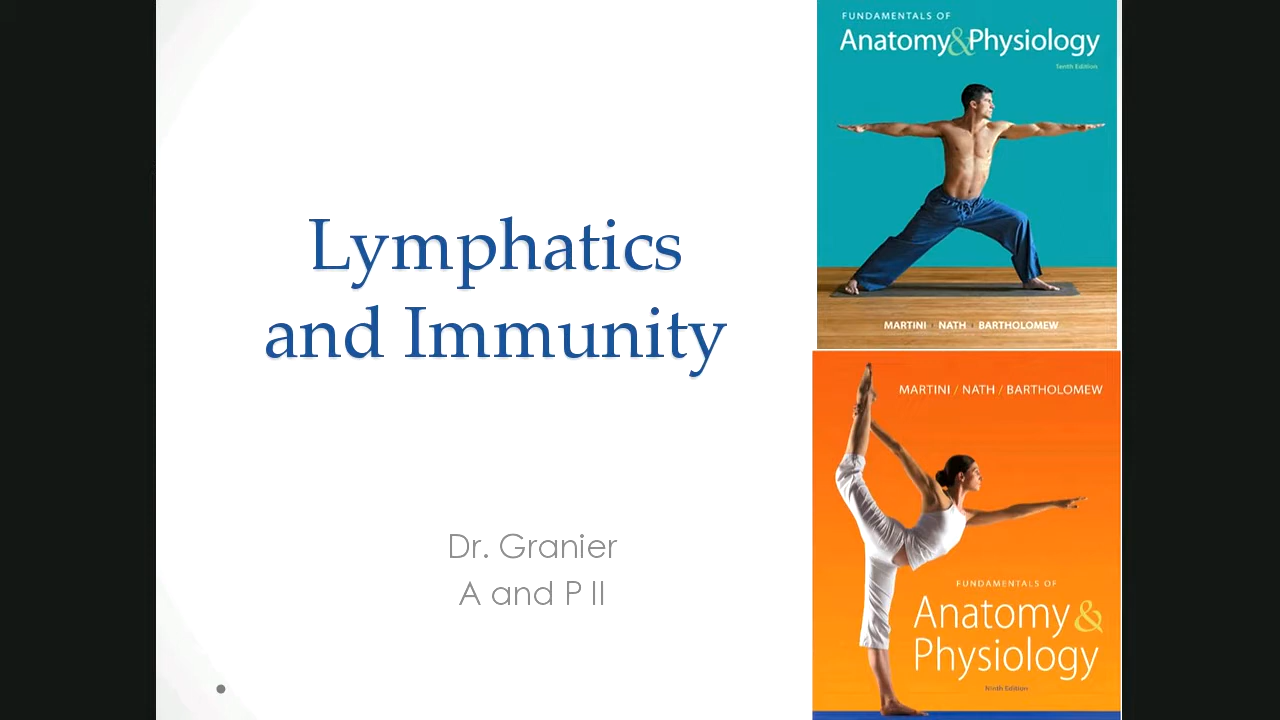 Lymphatics
and Immunity
Dr. Granier
A and P II
FUNDAMENTALS OF
Anatomy & Physiology
Tenth Edition
MARTINI · NATH · BARTHOLOMEW
MARTINI / NATH / BARTHOLOMEW
FUNDAMENTALS OF
Anatomy &
Physiology
Ninth Edition